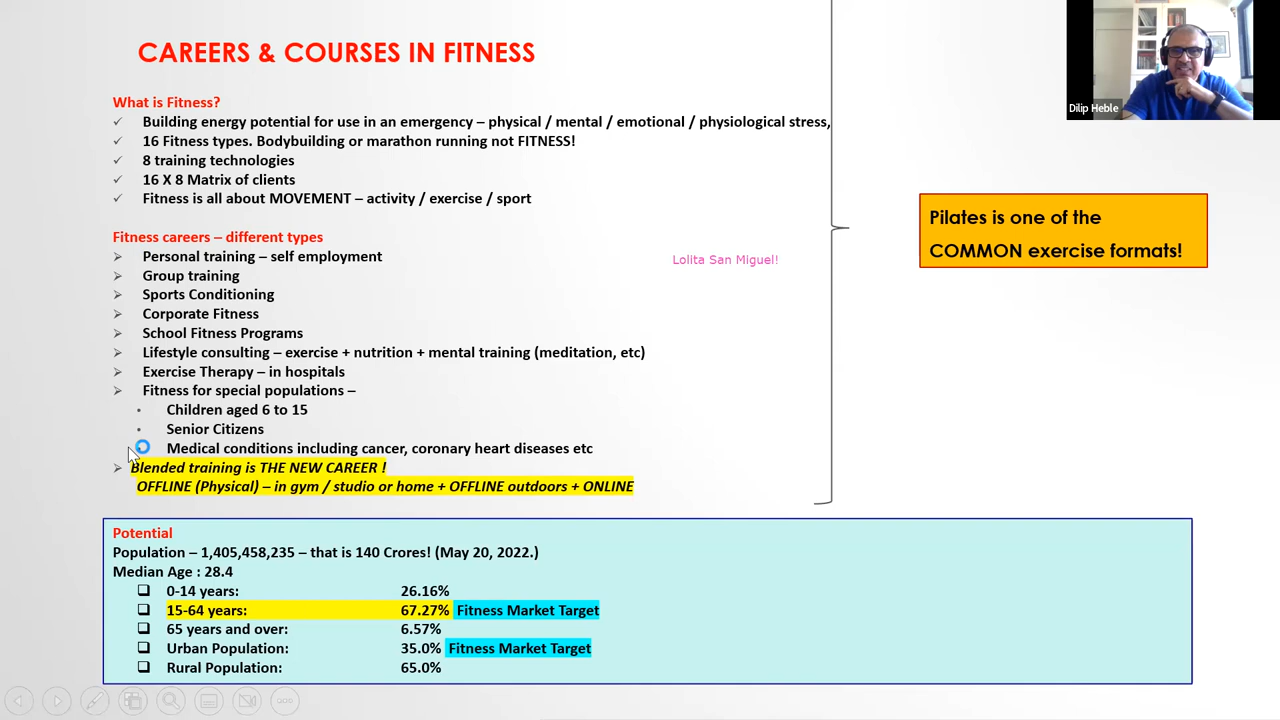 CAREERS & COURSES IN FITNESS
Dilip Heble
What is Fitness?
Building energy potential for use in an emergency – physical / mental / emotional / physiological stress,
16 Fitness types. Bodybuilding or marathon running not FITNESS!
8 training technologies
16 X 8 Matrix of clients
Fitness is all about MOVEMENT – activity / exercise / sport
Pilates is one of the
COMMON exercise formats!
Fitness careers – different types
Personal training – self employment
Lolita San Miguel!
Group training
Sports Conditioning
Corporate Fitness
School Fitness Programs
Lifestyle consulting – exercise + nutrition + mental training (meditation, etc)
Exercise Therapy – in hospitals
Fitness for special populations –
Children aged 6 to 15
Senior Citizens
Medical conditions including cancer, coronary heart diseases etc
Blended training is THE NEW CAREER !
OFFLINE (Physical) – in gym / studio or home + OFFLINE outdoors + ONLINE
Potential
Population – 1,405,458,235 – that is 140 Crores! (May 20, 2022.)
Median Age : 28.4
0-14 years: 26.16%
15-64 years: 67.27% Fitness Market Target
65 years and over: 6.57%
Urban Population: 35.0% Fitness Market Target
Rural Population: 65.0%